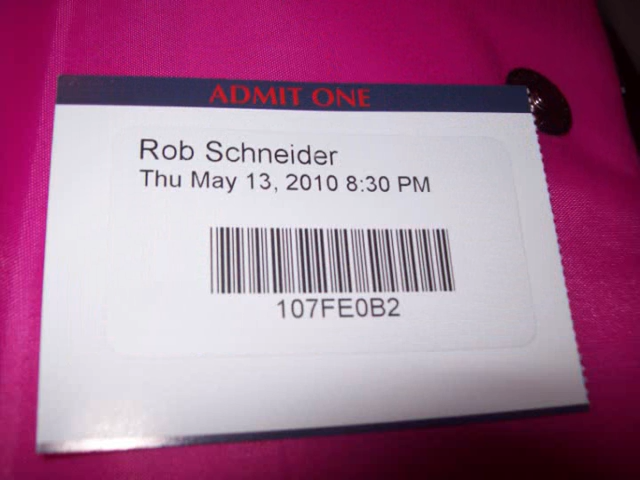 ADMIT ONE
Rob Schneider
Thu May 13, 2010 8:30 PM
107FE0B2